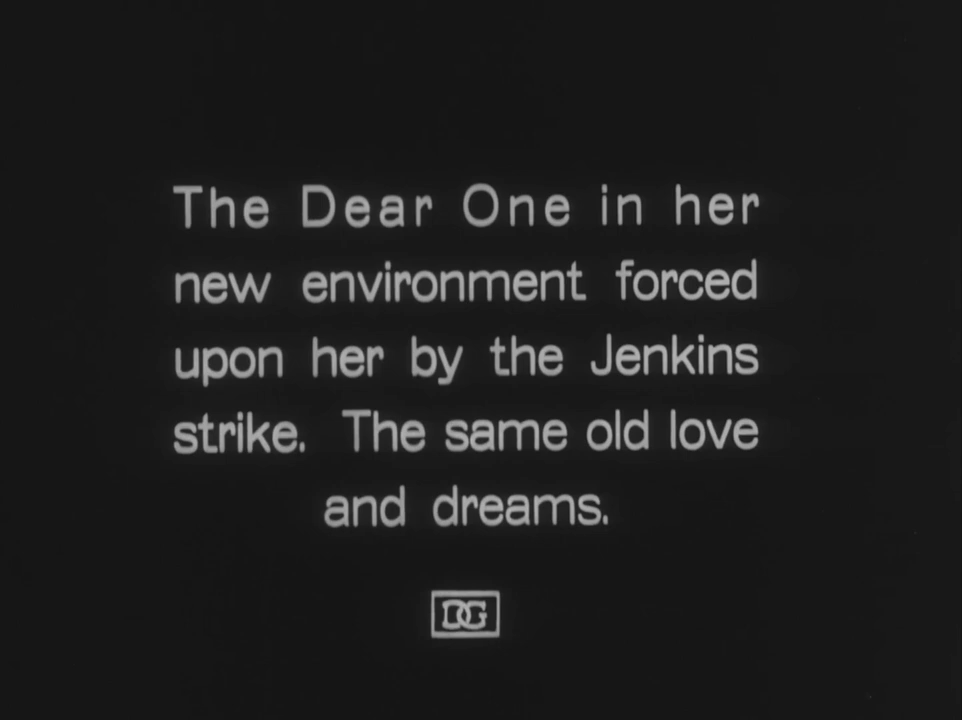 The Dear One in her
new environment forced
upon her by the Jenkins
strike. The same old love
and dreams.
DG